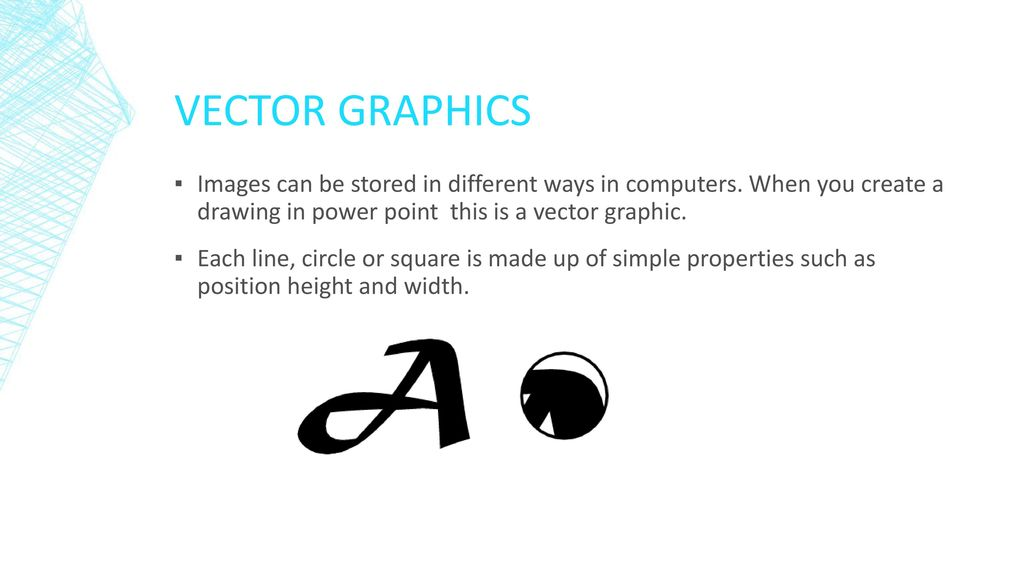 VECTOR GRAPHICS
▪ Images can be stored in different ways in computers. When you create a
drawing in power point  this is a vector graphic.
▪ Each line, circle or square is made up of simple properties such as
position height and width.
A